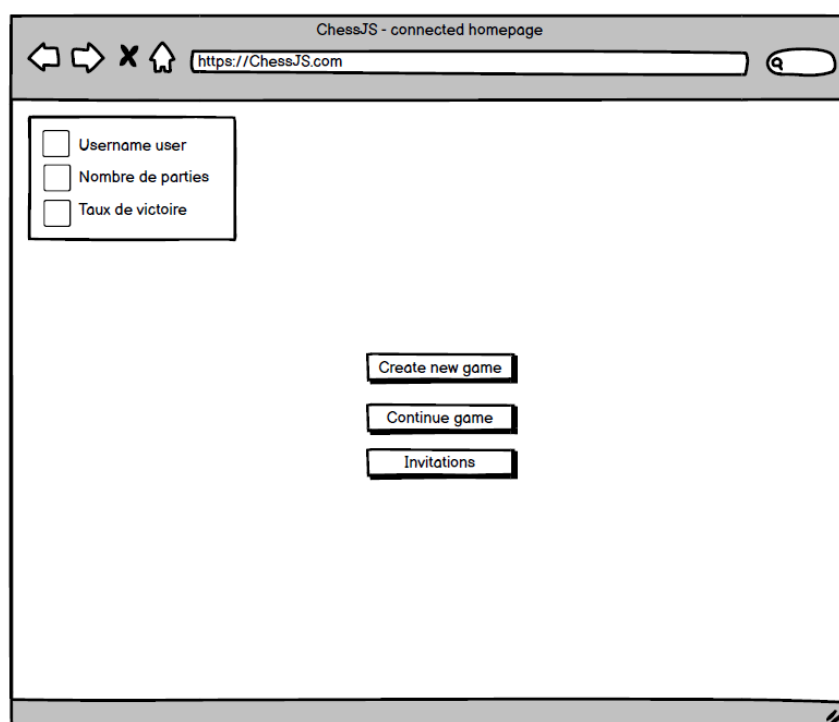 ChessJS - connected homepage
https://ChessJS.com
Username user
Nombre de parties
Taux de victoire
Create new game
Continue game
Invitations